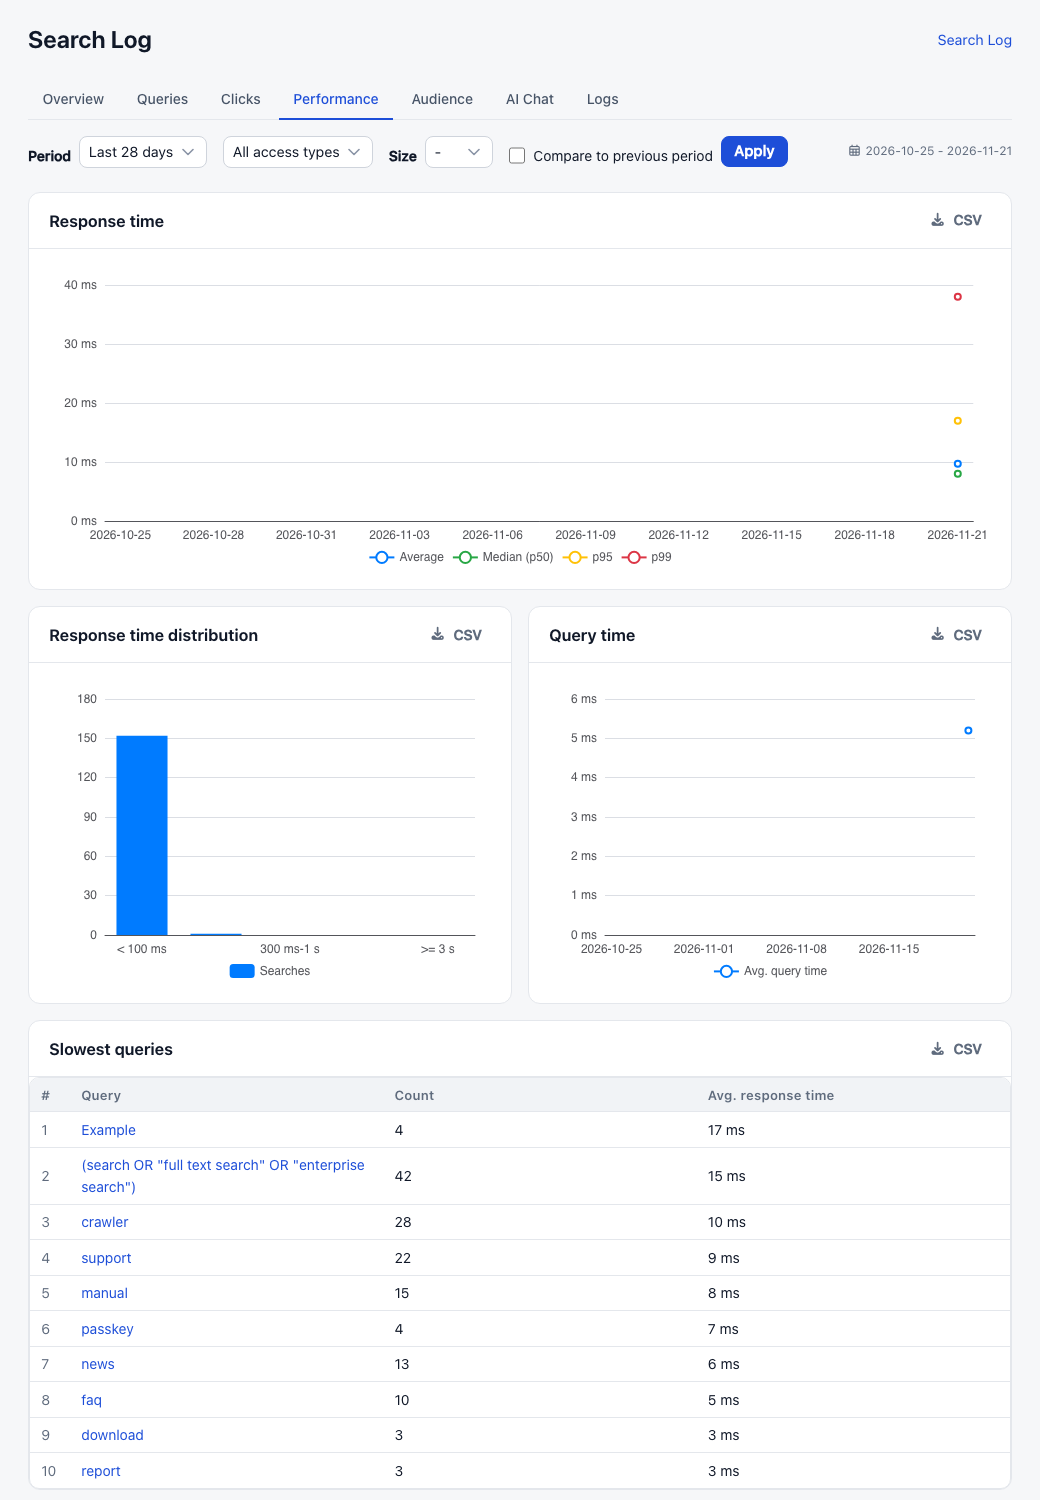 Search Log
Search Log
Overview Queries Clicks Performance Audience AI Chat Logs
Period Last 28 days All access types Size - Compare to previous period Apply 2026-10-25 - 2026-11-21
Response time CSV
40 ms
30 ms
20 ms
10 ms
0 ms
2026-10-25 2026-10-28 2026-10-31 2026-11-03 2026-11-06 2026-11-09 2026-11-12 2026-11-15 2026-11-18 2026-11-21
Average Median (p50) p95 p99
Response time distribution CSV
180
150
120
90
60
30
0
< 100 ms 300 ms-1 s >= 3 s
Searches
Query time CSV
6 ms
5 ms
4 ms
3 ms
2 ms
1 ms
0 ms
2026-10-25 2026-11-01 2026-11-08 2026-11-15
Avg. query time
Slowest queries CSV
# Query Count Avg. response time
1 Example 4 17 ms
2 (search OR "full text search" OR "enterprise
search") 42 15 ms
3 crawler 28 10 ms
4 support 22 9 ms
5 manual 15 8 ms
6 passkey 4 7 ms
7 news 13 6 ms
8 faq 10 5 ms
9 download 3 3 ms
10 report 3 3 ms